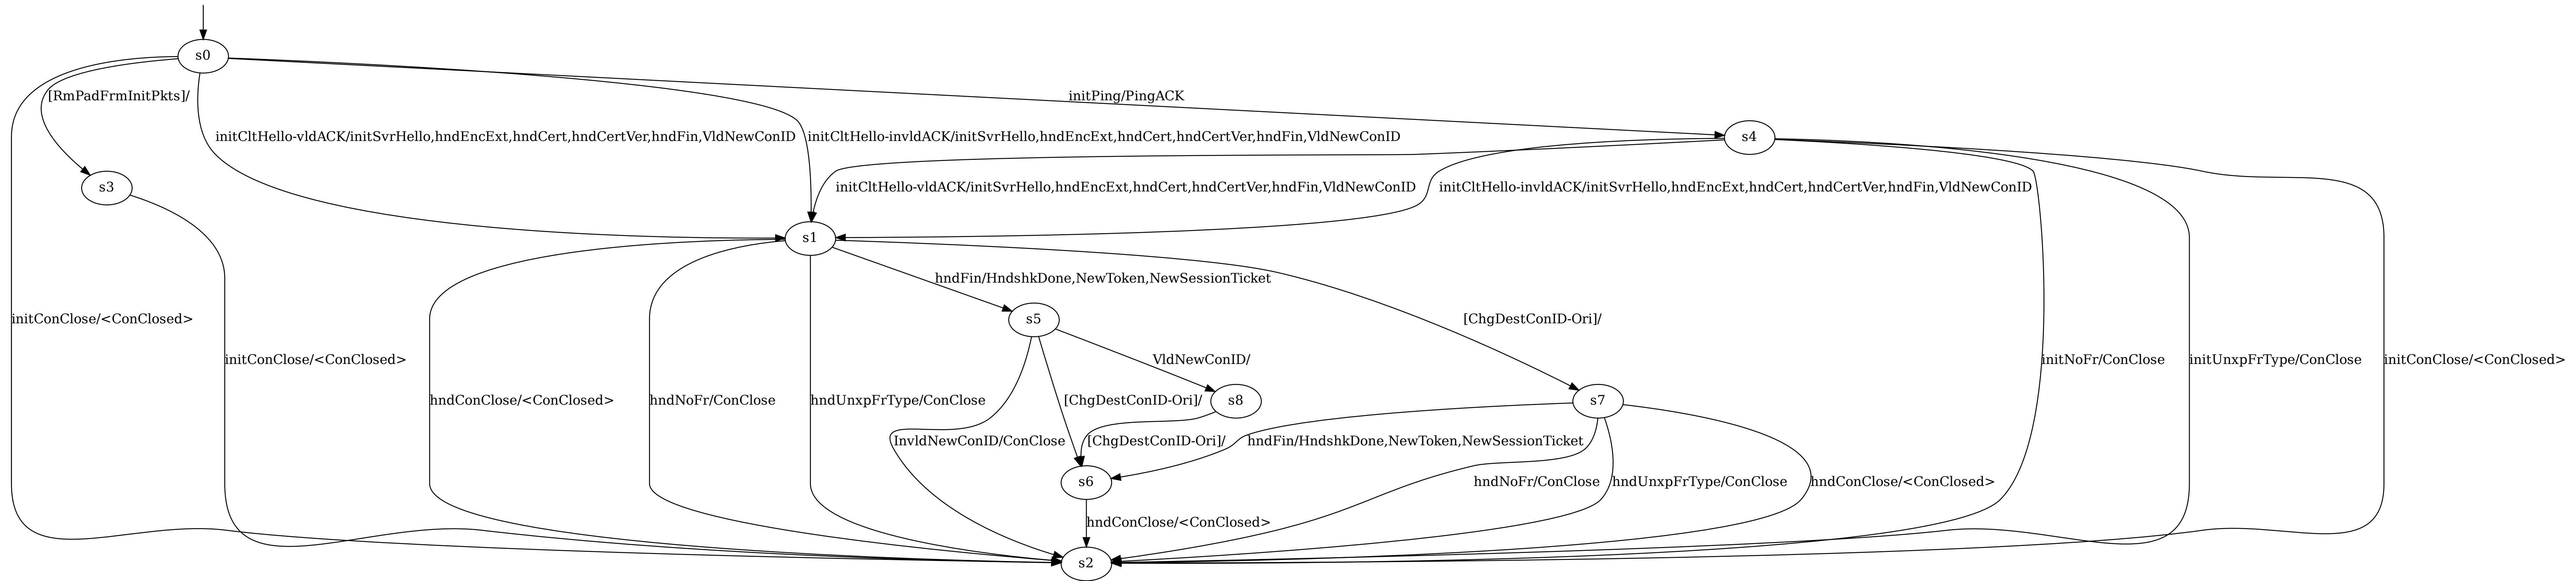 s0
[RmPadFrmInitPkts]/
initPing/PingACK
initCltHello-vldACK/initSvrHello,hndEncExt,hndCert,hndCertVer,hndFin,VldNewConID
initCltHello-invldACK/initSvrHello,hndEncExt,hndCert,hndCertVer,hndFin,VldNewConID
s4
s3
initCltHello-vldACK/initSvrHello,hndEncExt,hndCert,hndCertVer,hndFin,VldNewConID
initCltHello-invldACK/initSvrHello,hndEncExt,hndCert,hndCertVer,hndFin,VldNewConID
s1
hndFin/HndshkDone,NewToken,NewSessionTicket
initConClose/<ConClosed>
s5
[ChgDestConID-Ori]/
initConClose/<ConClosed>
VldNewConID/
initNoFr/ConClose
initUnxpFrType/ConClose
initConClose/<ConClosed>
hndConClose/<ConClosed>
hndNoFr/ConClose
hndUnxpFrType/ConClose
[ChgDestConID-Ori]/
s8
s7
InvldNewConID/ConClose
[ChgDestConID-Ori]/
hndFin/HndshkDone,NewToken,NewSessionTicket
s6
hndNoFr/ConClose
hndUnxpFrType/ConClose
hndConClose/<ConClosed>
hndConClose/<ConClosed>
s2